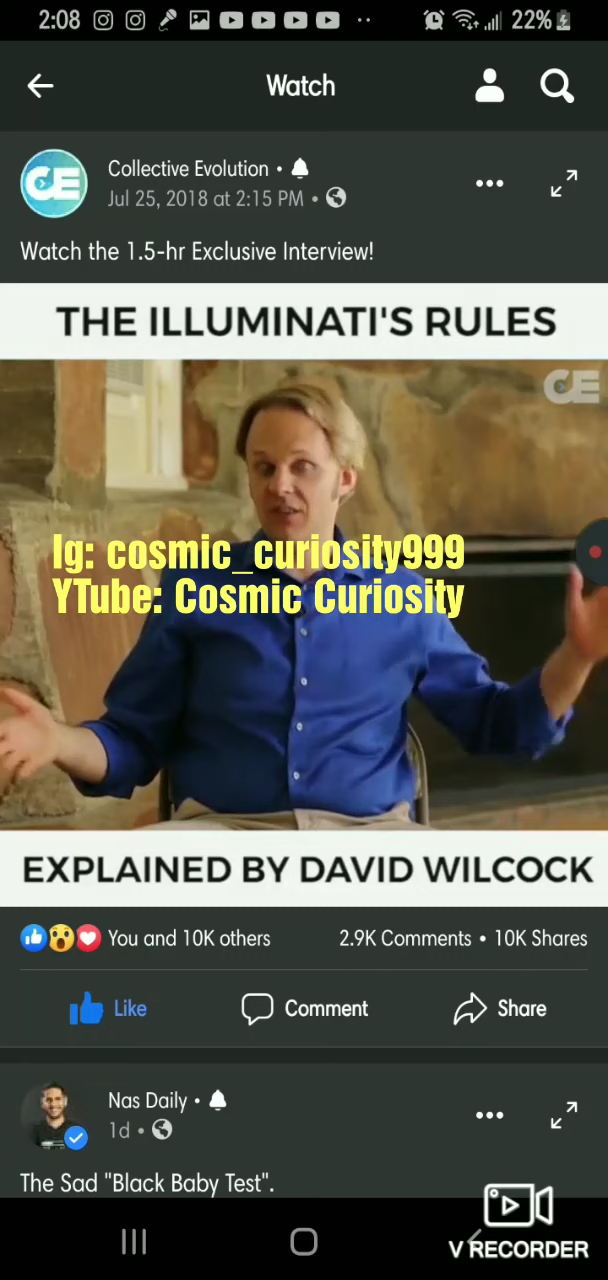 2:08
22%
Watch
CE
Collective Evolution •
Jul 25, 2018 at 2:15 PM •
Watch the 1.5-hr Exclusive Interview!
THE ILLUMINATI'S RULES
CE
Ig: cosmic_curiosity999
YTube: Cosmic Curiosity
EXPLAINED BY DAVID WILCOCK
You and 10K others
2.9K Comments • 10K Shares
Like
Comment
Share
Nas Daily •
1d •
The Sad "Black Baby Test".
V RECORDER